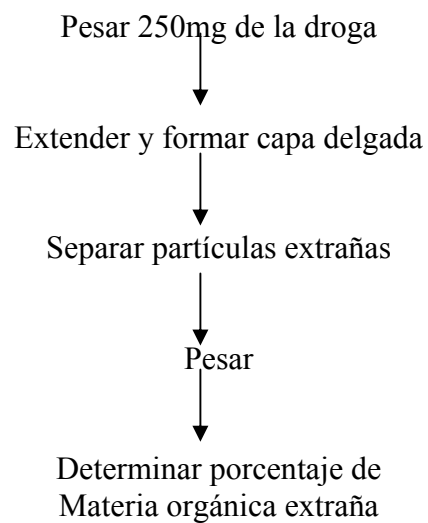 Pesar 250mg de la droga
Extender y formar capa delgada
Separar partículas extrañas
Pesar
Determinar porcentaje de
Materia orgánica extraña